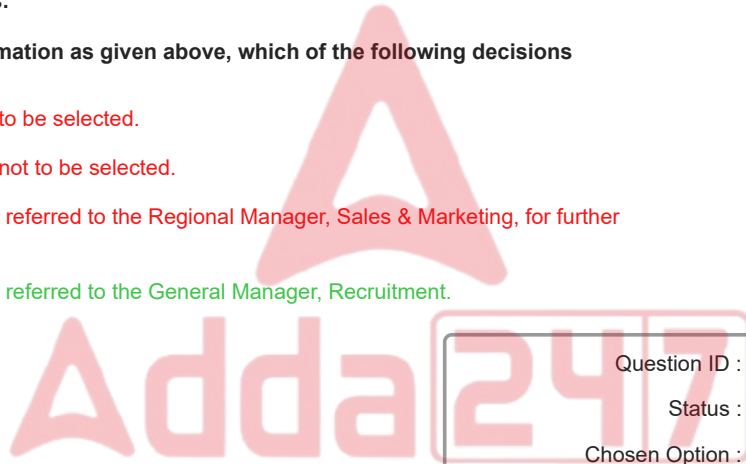 mation as given above, which of the following decisions
to be selected.
not to be selected.
referred to the Regional Manager, Sales & Marketing, for further
referred to the General Manager, Recruitment.
Adda247
Question ID :
Status :
Chosen Option :